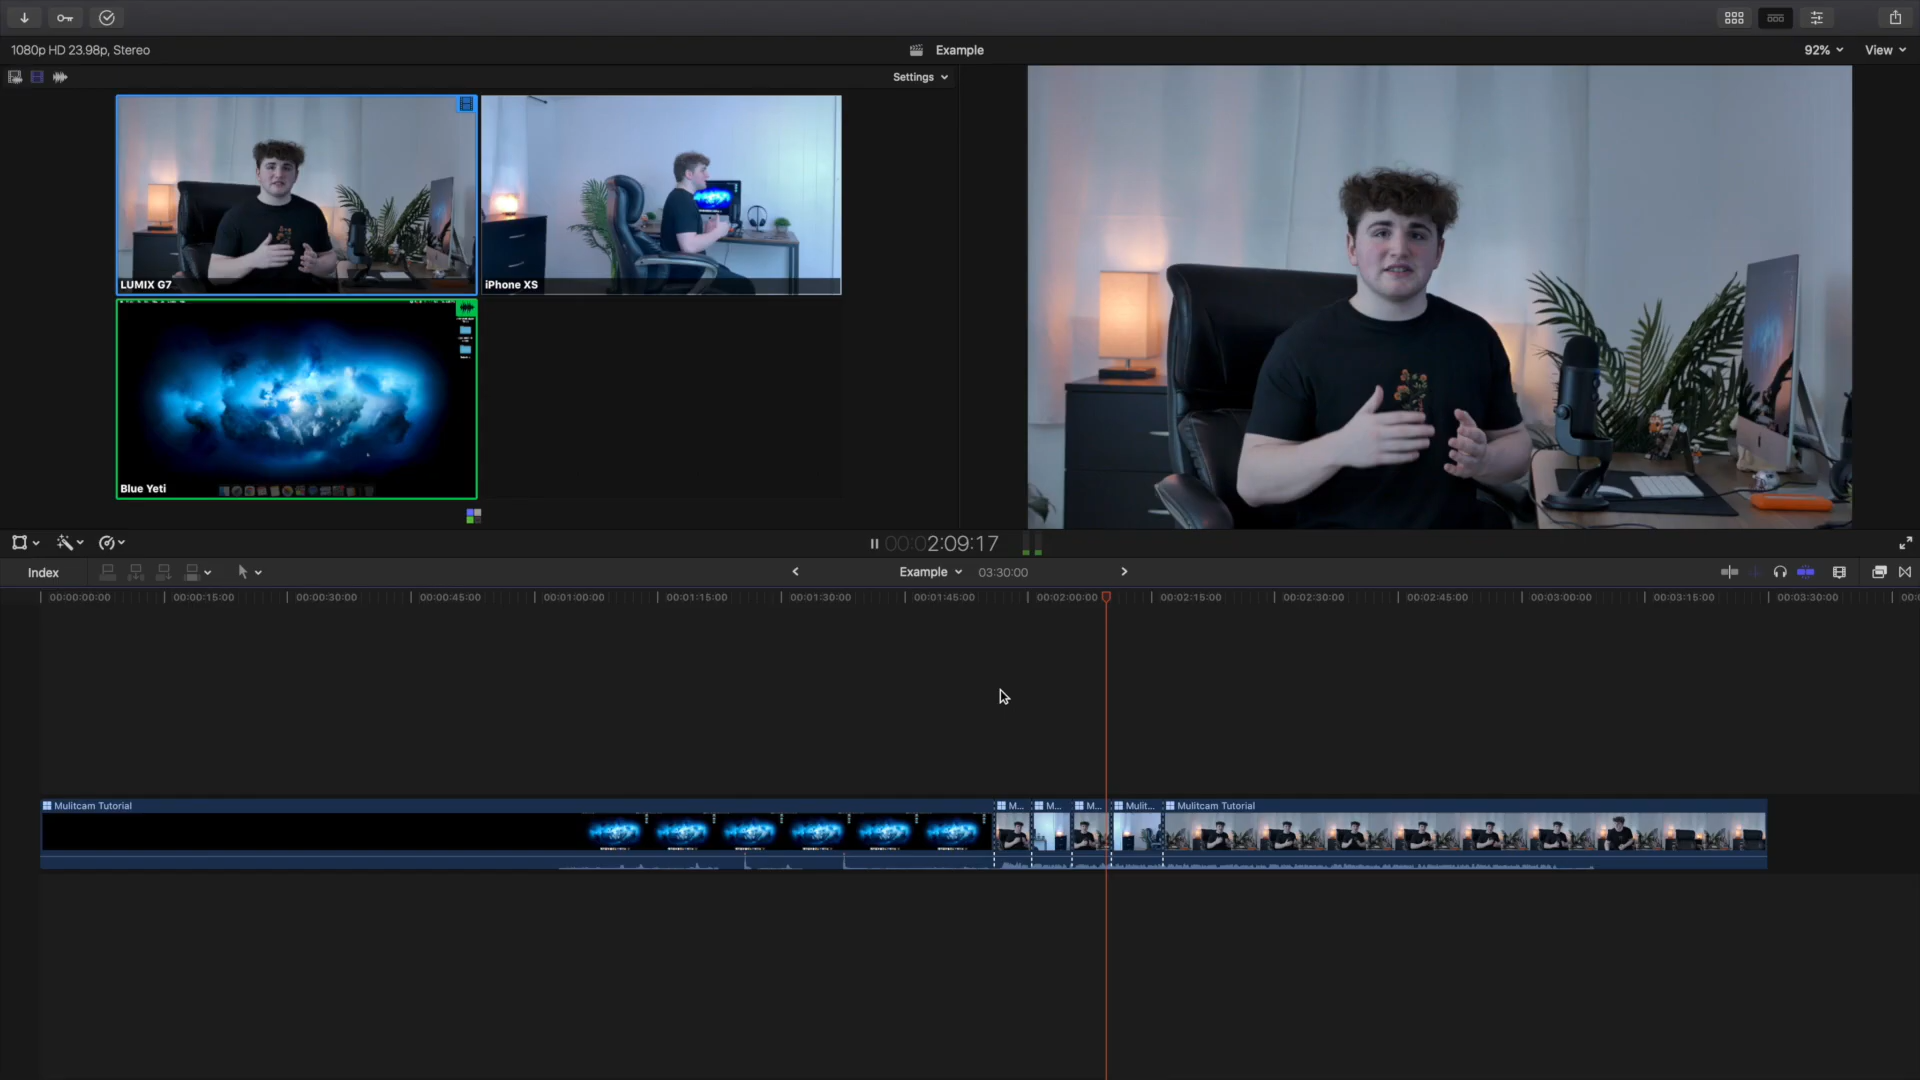 1080p HD 23.98p, Stereo
Example
92%
View
Settings
LUMIX G7
iPhone XS
Blue Yeti
00:02:09:17
Index
Example
03:30:00
00:00:00:00
00:00:15:00
00:00:30:00
00:00:45:00
00:01:00:00
00:01:15:00
00:01:30:00
00:01:45:00
00:02:00:00
00:02:15:00
00:02:30:00
00:02:45:00
00:03:00:00
00:03:15:00
00:03:30:00
00:0
Mulitcam Tutorial
M...
M...
M...
Mulit...
Mulitcam Tutorial